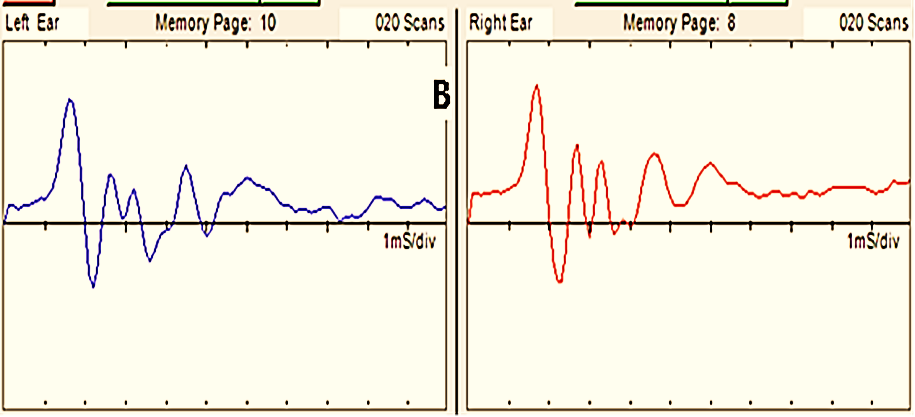 Left Ear Memory Page: 10 020 Scans
B
1mS/div
Right Ear Memory Page: 8 020 Scans
1mS/div